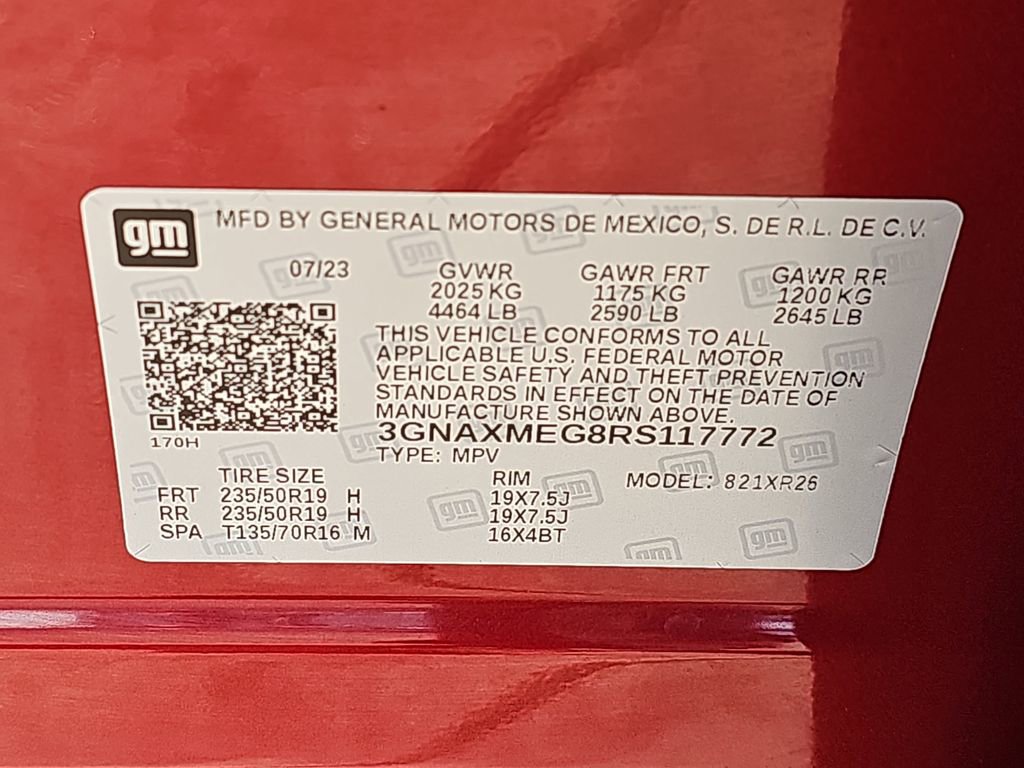 gm MFD BY GENERAL MOTORS DE MEXICO, S. DE R.L. DE C.V.
07/23 GVWR GAWR FRT GAWR RR
2025 KG 1175 KG 1200 KG
4464 LB 2590 LB 2645 LB
THIS VEHICLE CONFORMS TO ALL
APPLICABLE U.S. FEDERAL MOTOR
VEHICLE SAFETY AND THEFT PREVENTION
STANDARDS IN EFFECT ON THE DATE OF
MANUFACTURE SHOWN ABOVE.
170H 3GNAXMEG8RS117772
TYPE: MPV
TIRE SIZE RIM MODEL: 821XR26
FRT 235/50R19 H 19X7.5J
RR 235/50R19 H 19X7.5J
SPA T135/70R16 M 16X4BT